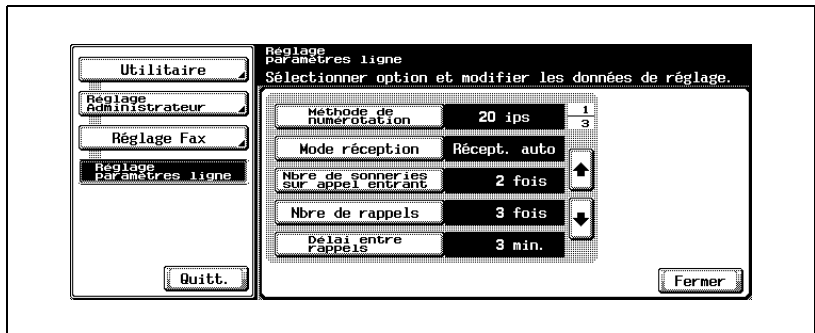 Utilitaire
Réglage
Administrateur
Réglage Fax
Réglage
paramètres ligne
Quitt.
Réglage
paramètres ligne
Sélectionner option et modifier les données de réglage.
Méthode de
numérotation
20 ips
1
3
Mode réception
Récept. auto
Nbre de sonneries
sur appel entrant
2 fois
Nbre de rappels
3 fois
Délai entre
rappels
3 min.
Fermer